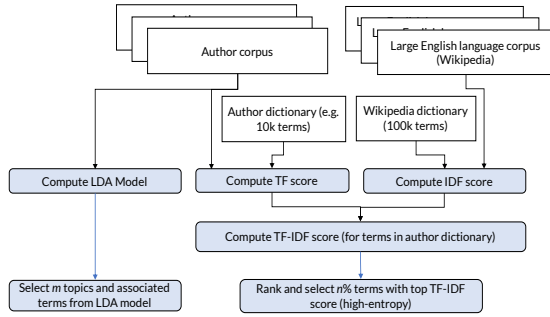 Author corpus
Large English language corpus
(Wikipedia)
Author dictionary (e.g.
10k terms)
Wikipedia dictionary
(100k terms)
Compute LDA Model
Compute TF score
Compute IDF score
Compute TF-IDF score (for terms in author dictionary)
Select m topics and associated
terms from LDA model
Rank and select n% terms with top TF-IDF
score (high-entropy)